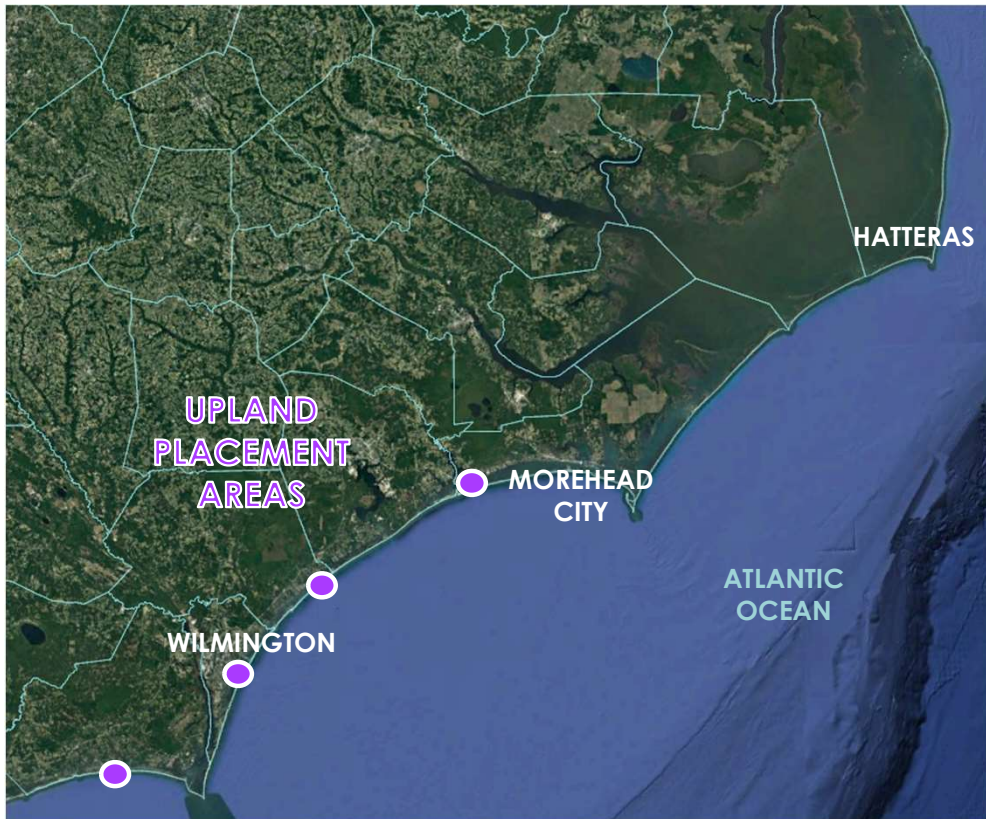 HATTERAS
UPLAND
PLACEMENT
AREAS
MOREHEAD
CITY
ATLANTIC
OCEAN
WILMINGTON